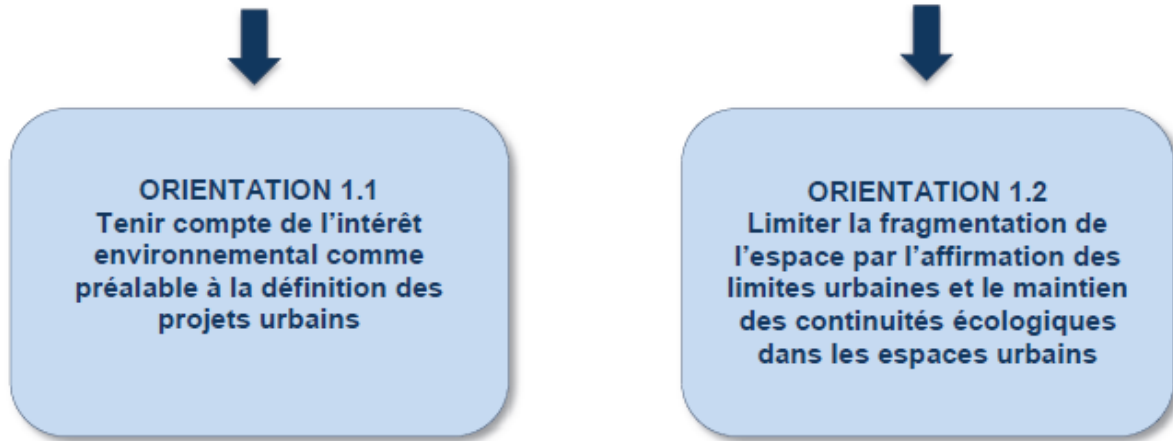 ORIENTATION 1.1
Tenir compte de l’intérêt
environnemental comme
préalable à la définition des
projets urbains
ORIENTATION 1.2
Limiter la fragmentation de
l’espace par l’affirmation des
limites urbaines et le maintien
des continuités écologiques
dans les espaces urbains